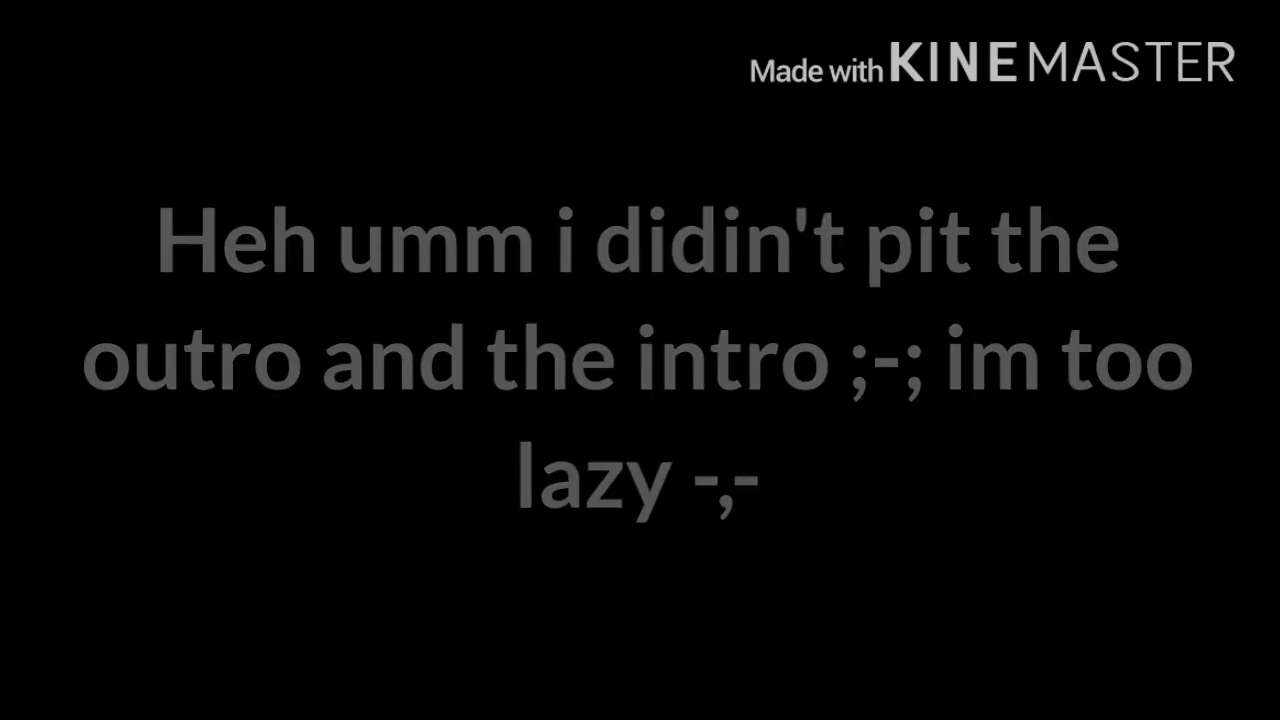 Made with KINEMASTER
Heh umm i didin't pit the
outro and the intro ;-; im too
lazy -,-